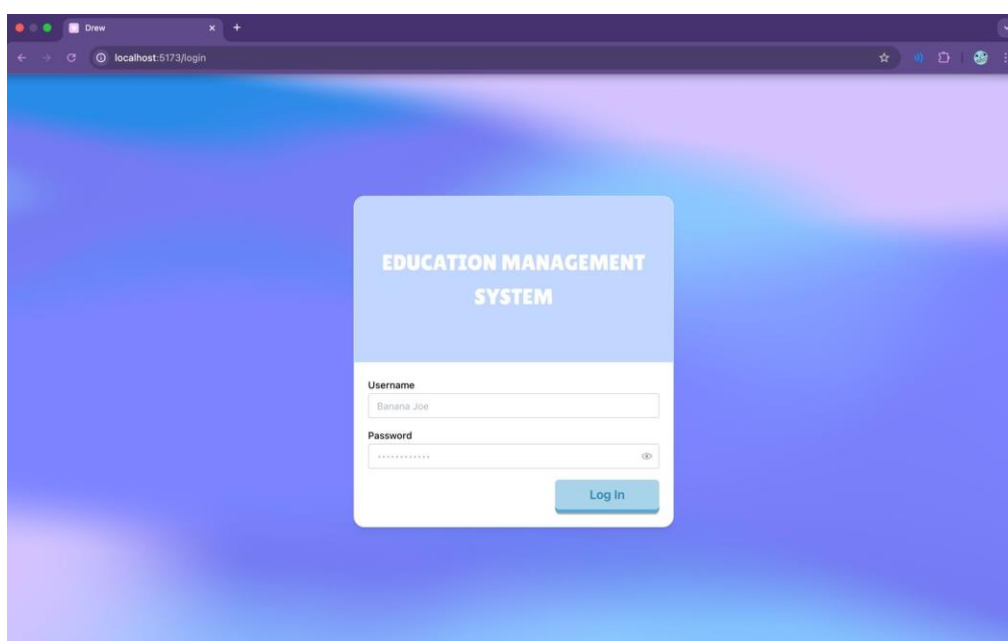 Drew
localhost:5173/login
EDUCATION MANAGEMENT
SYSTEM
Username
Banana Joe
Password
Log In